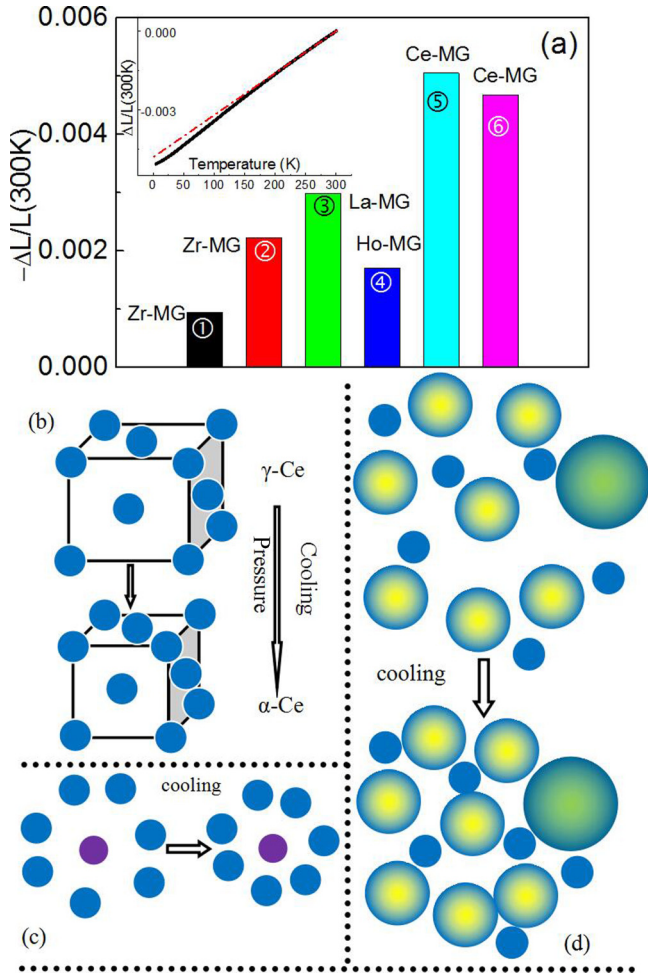 0.006
0.004
0.002
0.000
−ΔL/L(300K)
(a)
0.000
-0.003
ΔL/L(300K)
Temperature (K)
0 50 100 150 200 250 300
Zr-MG
①
Zr-MG
②
③
La-MG
Ho-MG
④
Ce-MG
⑤
Ce-MG
⑥
(b)
γ-Ce
Cooling
Pressure
α-Ce
cooling
(c)
cooling
(d)